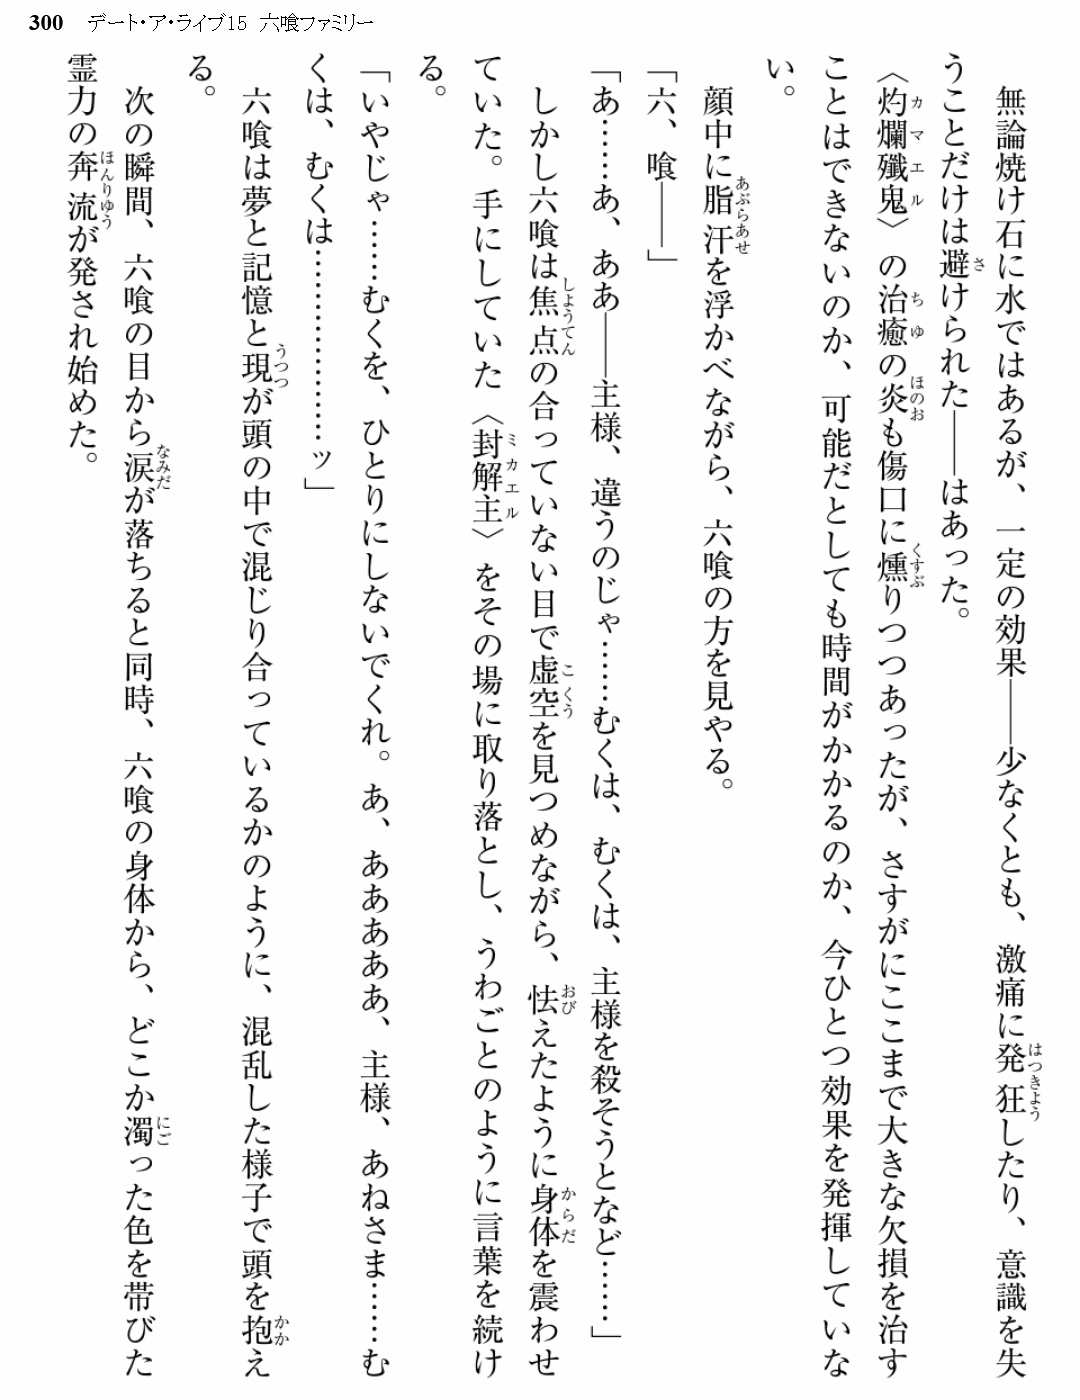 300 デート・ア・ライブ15 六喰ファミリー
　無論焼け石に水ではあるが、一定の効果――少なくとも、激痛に発狂したり、意識を失
うことだけは避けられた――はあった。
〈灼爛殲鬼〉の治癒の炎も傷口に燻りつつあったが、さすがにここまで大きな欠損を治す
ことはできないのか、可能だとしても時間がかかるのか、今ひとつ効果を発揮していな
い。
　顔中に脂汗を浮かべながら、六喰の方を見やる。
「六、喰――」
「あ……あ、ああ――主様、違うのじゃ……むくは、むくは、主様を殺そうとなど……」
　しかし六喰は焦点の合っていない目で虚空を見つめながら、怯えたように身体を震わせ
ていた。手にしていた〈封解主〉をその場に取り落とし、うわごとのように言葉を続け
る。
「いやじゃ……むくを、ひとりにしないでくれ。あ、あああああ、主様、あねさま……む
くは、むくは………………ッ」
　六喰は夢と記憶と現が頭の中で混じり合っているかのように、混乱した様子で頭を抱え
る。
　次の瞬間、六喰の目から涙が落ちると同時、六喰の身体から、どこか濁った色を帯びた
霊力の奔流が発され始めた。